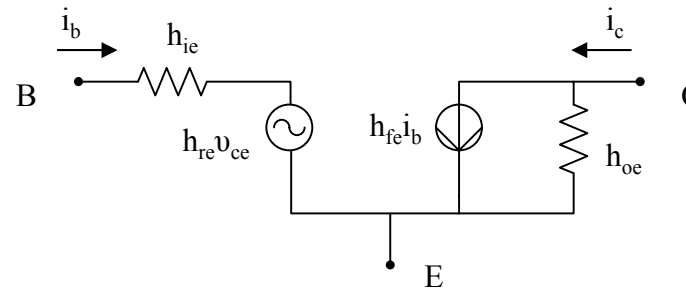 i_b
i_c
h_ie
B
h_re υ_ce
h_fe i_b
h_oe
E